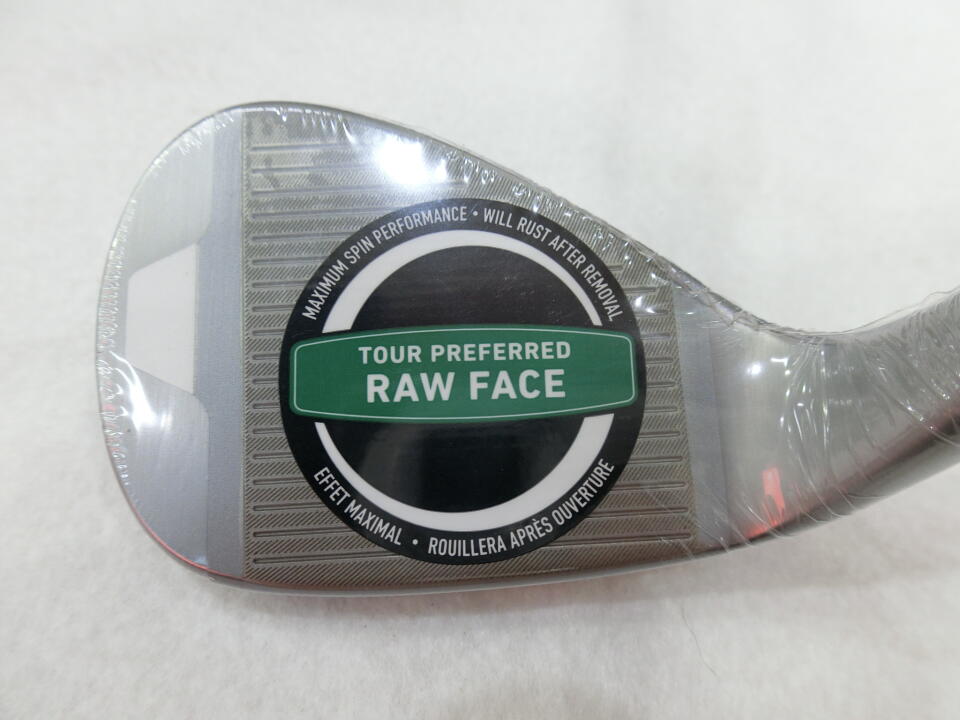 MAXIMUM SPIN PERFORMANCE • WILL RUST AFTER REMOVAL
TOUR PREFERRED
RAW FACE
EFFET MAXIMAL • ROUILLERA APRÈS OUVERTURE